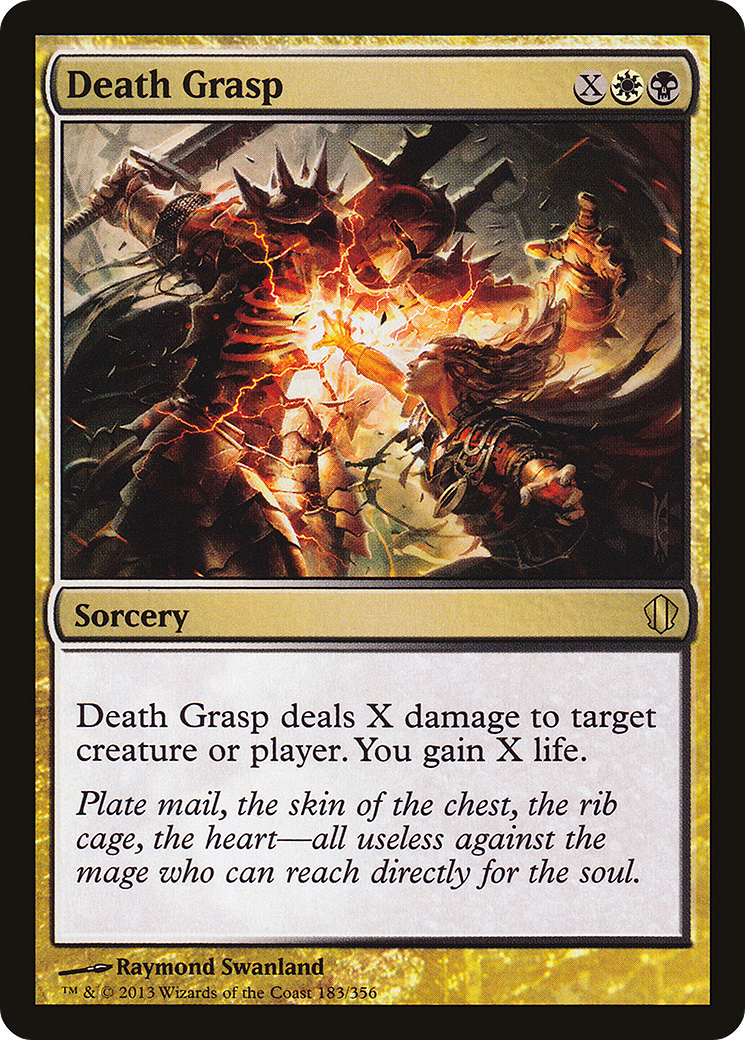 Death Grasp X
Sorcery
Death Grasp deals X damage to target
creature or player. You gain X life.
Plate mail, the skin of the chest, the rib
cage, the heart—all useless against the
mage who can reach directly for the soul.
Raymond Swanland
™ & © 2013 Wizards of the Coast 183/356